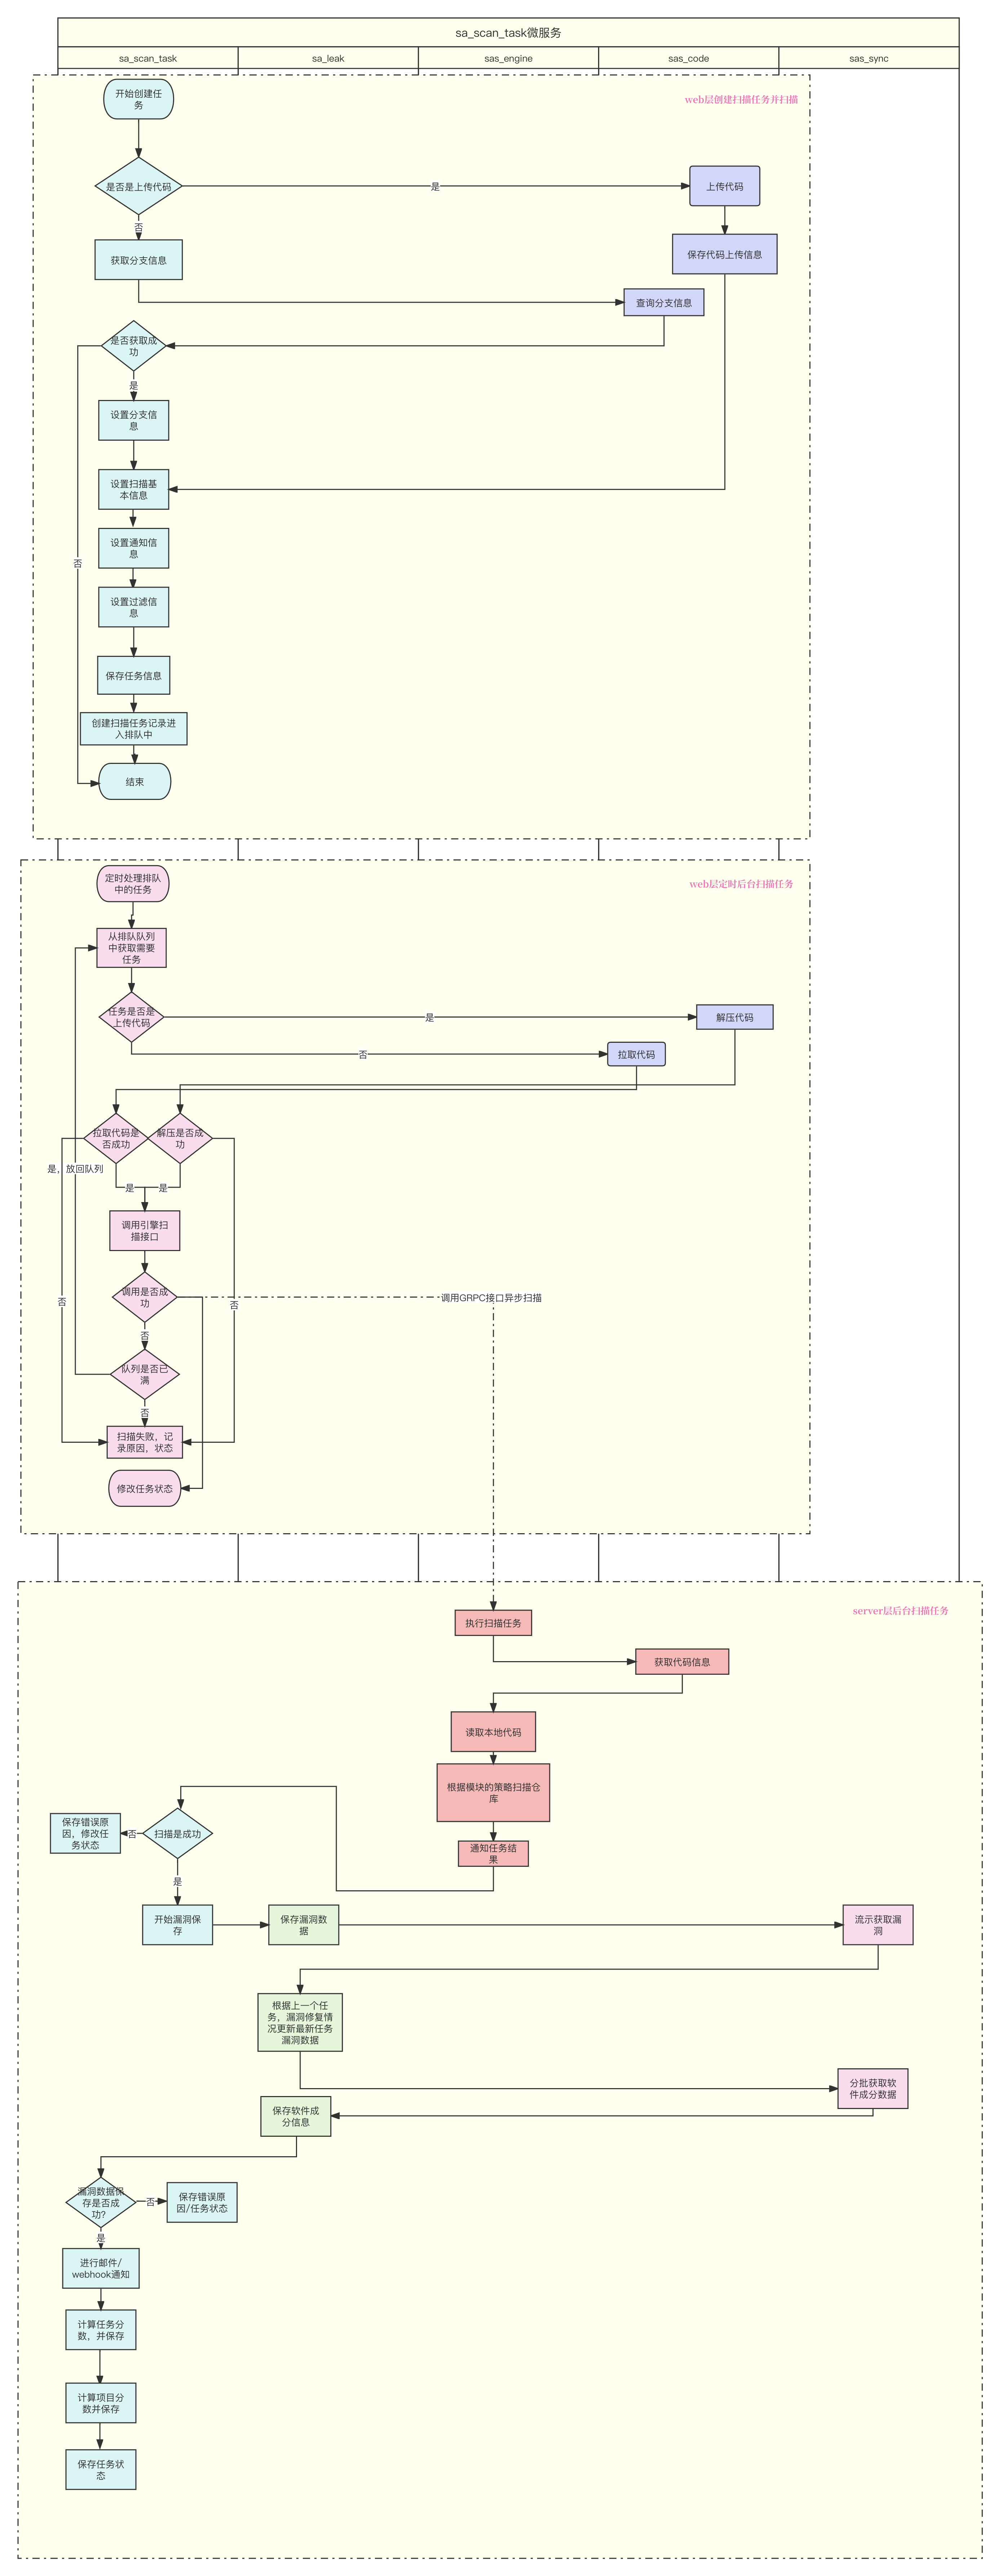 sa_scan_task微服务
sa_scan_task
sa_leak
sas_engine
sas_code
sas_sync
web层创建扫描任务并扫描
开始创建任
务
是否是上传代码
是
上传代码
否
获取分支信息
保存代码上传信息
查询分支信息
是否获取成
功
是
设置分支信
息
设置扫描基
本信息
设置通知信
息
否
设置过滤信
息
保存任务信息
创建扫描任务记录进
入排队中
结束
web层定时后台扫描任务
定时处理排队
中的任务
从排队队列
中获取需要
任务
任务是否是
上传代码
是
解压代码
否
拉取代码
拉取代码是
否成功
解压是否成
功
是，放回队列
是
是
调用引擎扫
描接口
调用是否成
功
调用GRPC接口异步扫描
否
否
否
队列是否已
满
否
扫描失败，记
录原因，状态
修改任务状态
server层后台扫描任务
执行扫描任务
获取代码信息
读取本地代码
根据模块的策略扫描仓
库
通知任务结
果
扫描是成功
否
保存错误原
因，修改任
务状态
是
开始漏洞保
存
保存漏洞数
据
流示获取漏
洞
根据上一个任
务，漏洞修复情
况更新最新任务
漏洞数据
分批获取软
件成分数据
保存软件成
分信息
漏洞数据保
存是否成
功?
否
保存错误原
因/任务状态
是
进行邮件/
webhook通知
计算任务分
数，并保存
计算项目分
数并保存
保存任务状
态